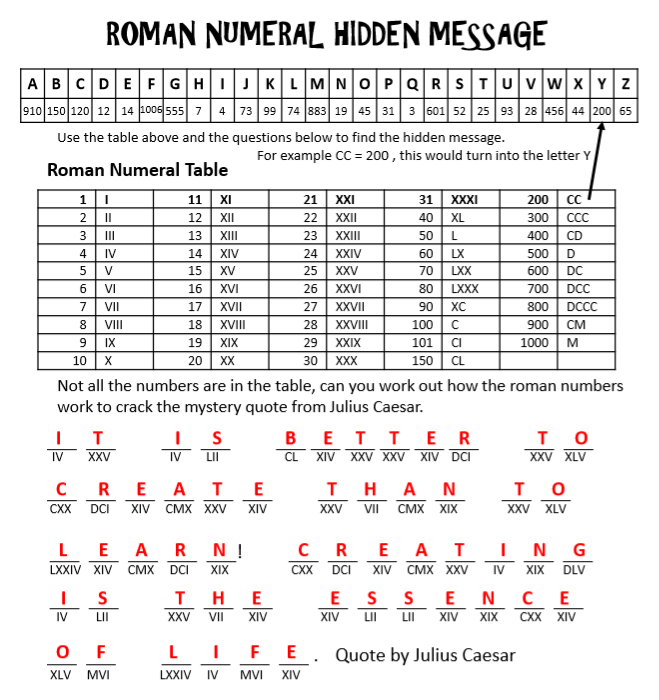 ROMAN NUMERAL HIDDEN MESSAGE
A B C D E F G H I J K L M N O P Q R S T U V W X Y Z
910 150 120 12 14 1006 555 7 4 73 99 74 883 19 45 31 3 601 52 25 93 28 456 44 200 65
Use the table above and the questions below to find the hidden message.
For example CC = 200 , this would turn into the letter Y
Roman Numeral Table
1 I 11 XI 21 XXI 31 XXXI 200 CC
2 II 12 XII 22 XXII 40 XL 300 CCC
3 III 13 XIII 23 XXIII 50 L 400 CD
4 IV 14 XIV 24 XXIV 60 LX 500 D
5 V 15 XV 25 XXV 70 LXX 600 DC
6 VI 16 XVI 26 XXVI 80 LXXX 700 DCC
7 VII 17 XVII 27 XXVII 90 XC 800 DCCC
8 VIII 18 XVIII 28 XXVIII 100 C 900 CM
9 IX 19 XIX 29 XXIX 101 CI 1000 M
10 X 20 XX 30 XXX 150 CL
Not all the numbers are in the table, can you work out how the roman numbers
work to crack the mystery quote from Julius Caesar.
I T I S B E T T E R T O
IV XXV IV LII CL XIV XXV XXV XIV DCI XXV XLV
C R E A T E T H A N T O
CXX DCI XIV CMX XXV XIV XXV VII CMX XIX XXV XLV
L E A R N ! C R E A T I N G
LXXIV XIV CMX DCI XIX CXX DCI XIV CMX XXV IV XIX DLV
I S T H E E S S E N C E
IV LII XXV VII XIV XIV LII LII XIV XIX CXX XIV
O F L I F E . Quote by Julius Caesar
XLV MVI LXXIV IV MVI XIV